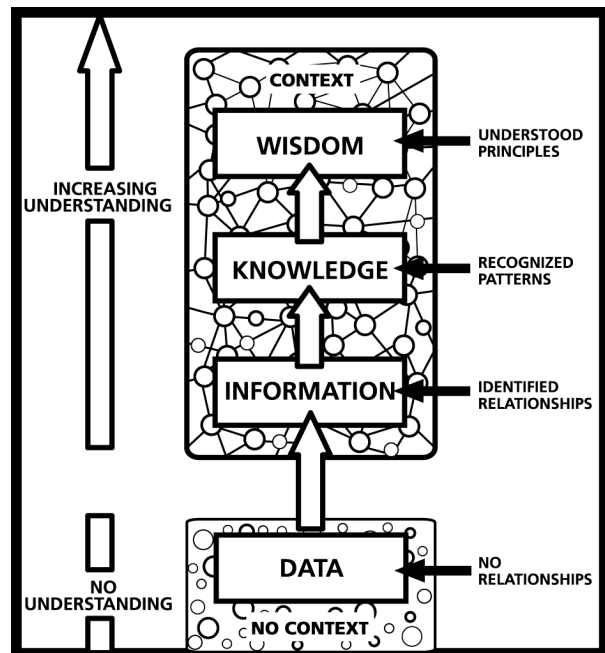 CONTEXT
WISDOM
UNDERSTOOD
PRINCIPLES
INCREASING
UNDERSTANDING
KNOWLEDGE
RECOGNIZED
PATTERNS
INFORMATION
IDENTIFIED
RELATIONSHIPS
DATA
NO
RELATIONSHIPS
NO
UNDERSTANDING
NO CONTEXT